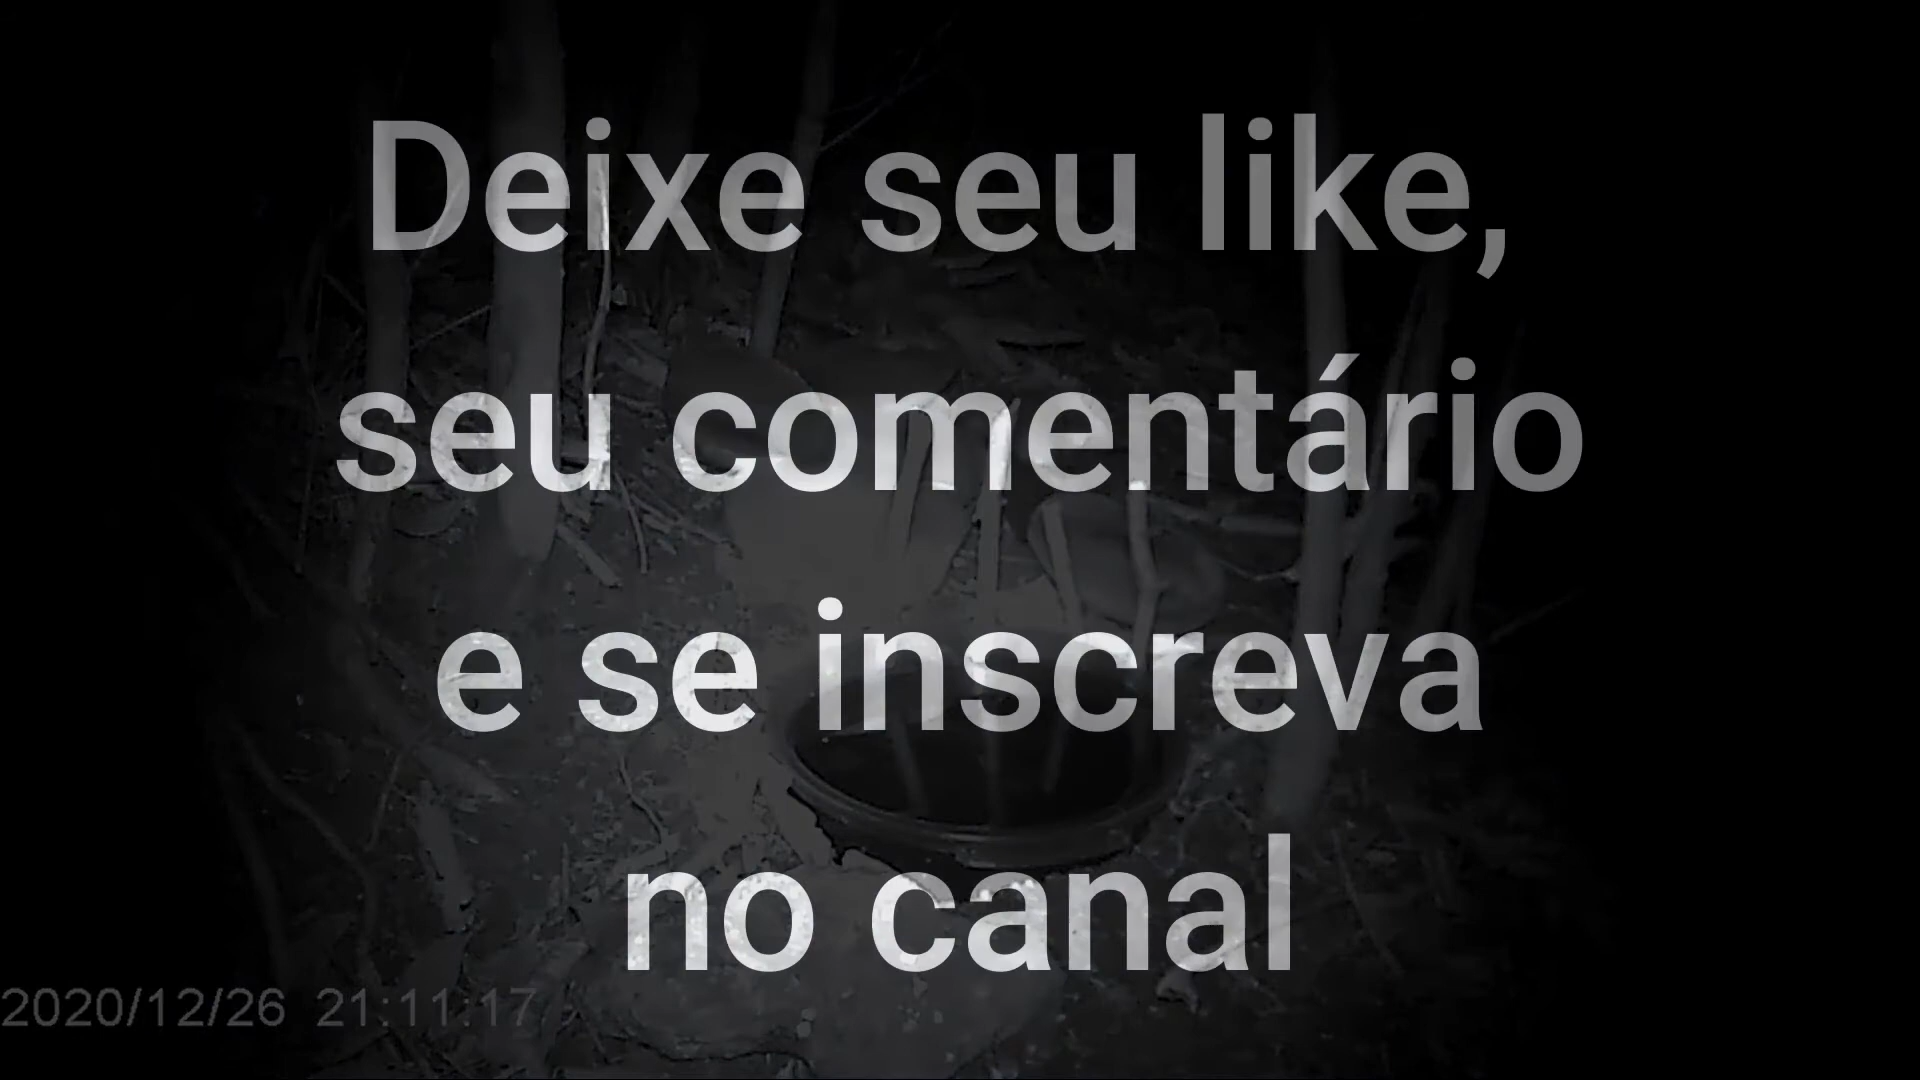 Deixe seu like,
seu comentário
e se inscreva
no canal
2020/12/26 21:11:17